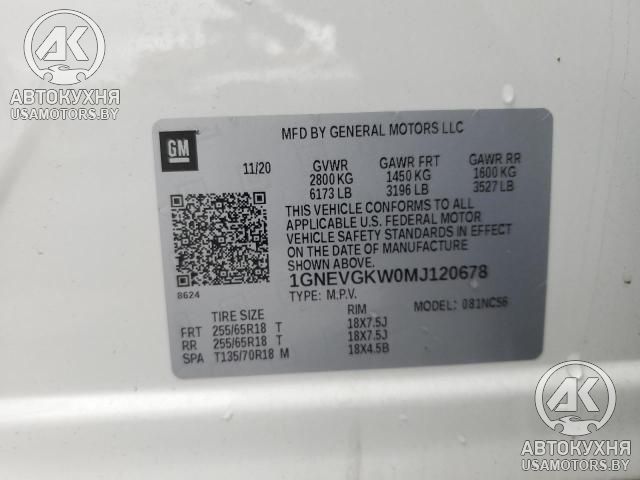 AK
АВТОКУХНЯ
USAMOTORS.BY
GM
MFD BY GENERAL MOTORS LLC
11/20 GVWR GAWR FRT GAWR RR
2800 KG 1450 KG 1600 KG
6173 LB 3196 LB 3527 LB
THIS VEHICLE CONFORMS TO ALL
APPLICABLE U.S. FEDERAL MOTOR
VEHICLE SAFETY STANDARDS IN EFFECT
ON THE DATE OF MANUFACTURE
SHOWN ABOVE.
8624
1GNEVGKW0MJ120678
TYPE: M.P.V. MODEL: 081NC56
TIRE SIZE RIM
FRT 255/65R18 T 18X7.5J
RR 255/65R18 T 18X7.5J
SPA T135/70R18 M 18X4.5B
AK
АВТОКУХНЯ
USAMOTORS.BY